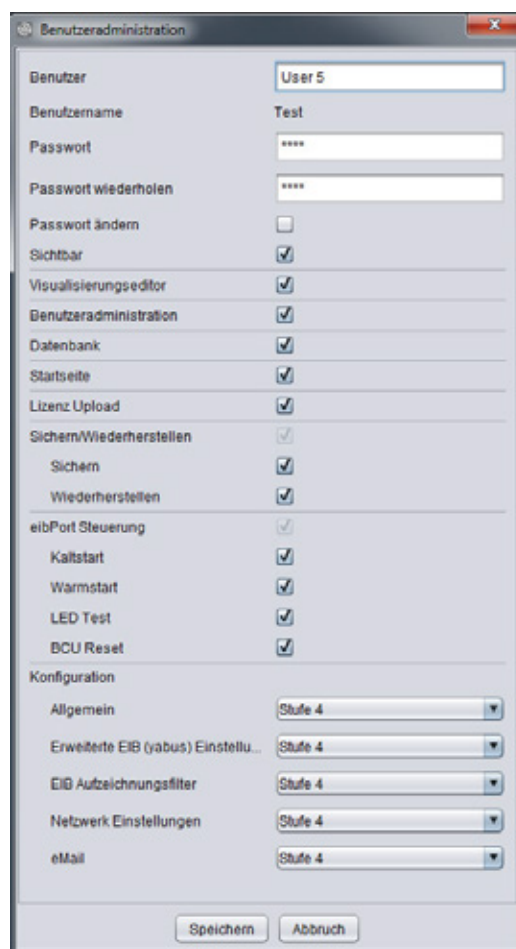 Benutzeradministration
Benutzer User 5
Benutzername Test
Passwort ****
Passwort wiederholen ****
Passwort ändern
Sichtbar
Visualisierungseditor
Benutzeradministration
Datenbank
Startseite
Lizenz Upload
Sichern/Wiederherstellen
Sichern
Wiederherstellen
eibPort Steuerung
Kaltstart
Warmstart
LED Test
BCU Reset
Konfiguration
Allgemein Stufe 4
Erweiterte EIB (yabus) Einstellu... Stufe 4
EIB Aufzeichnungsfilter Stufe 4
Netzwerk Einstellungen Stufe 4
eMail Stufe 4
Speichern Abbruch